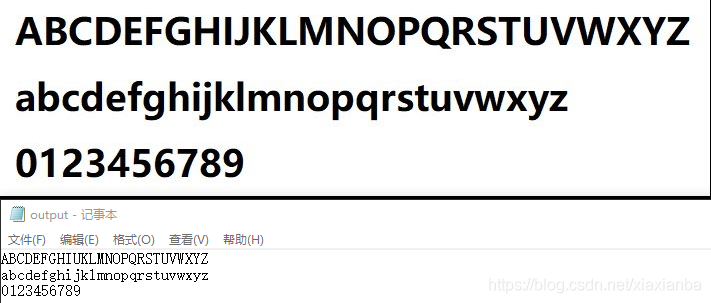 ABCDEFGHIJKLMNOPQRSTUVWXYZ
abcdefghijklmnopqrstuvwxyz
0123456789
output - 记事本
文件(F) 编辑(E) 格式(O) 查看(V) 帮助(H)
ABCDEFGHIUKLMNOPQRSTUVWXYZ
abcdefghijklmnopqrstuvwxyz
0123456789
https://blog.csdn.net/xiaxianba